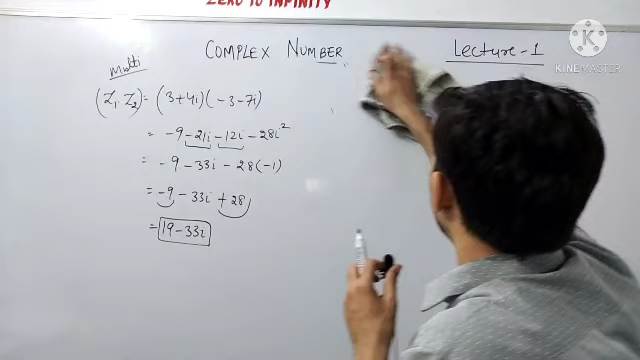 ZERO TO INFINITY
COMPLEX NUMBER
Lecture-1
KINEMASTER
multi
(Z₁. Z₂) = (3+4i)(-3-7i)
= -9 -21i -12i -28i²
= -9 -33i -28(-1)
= -9 -33i +28
= 19-33i